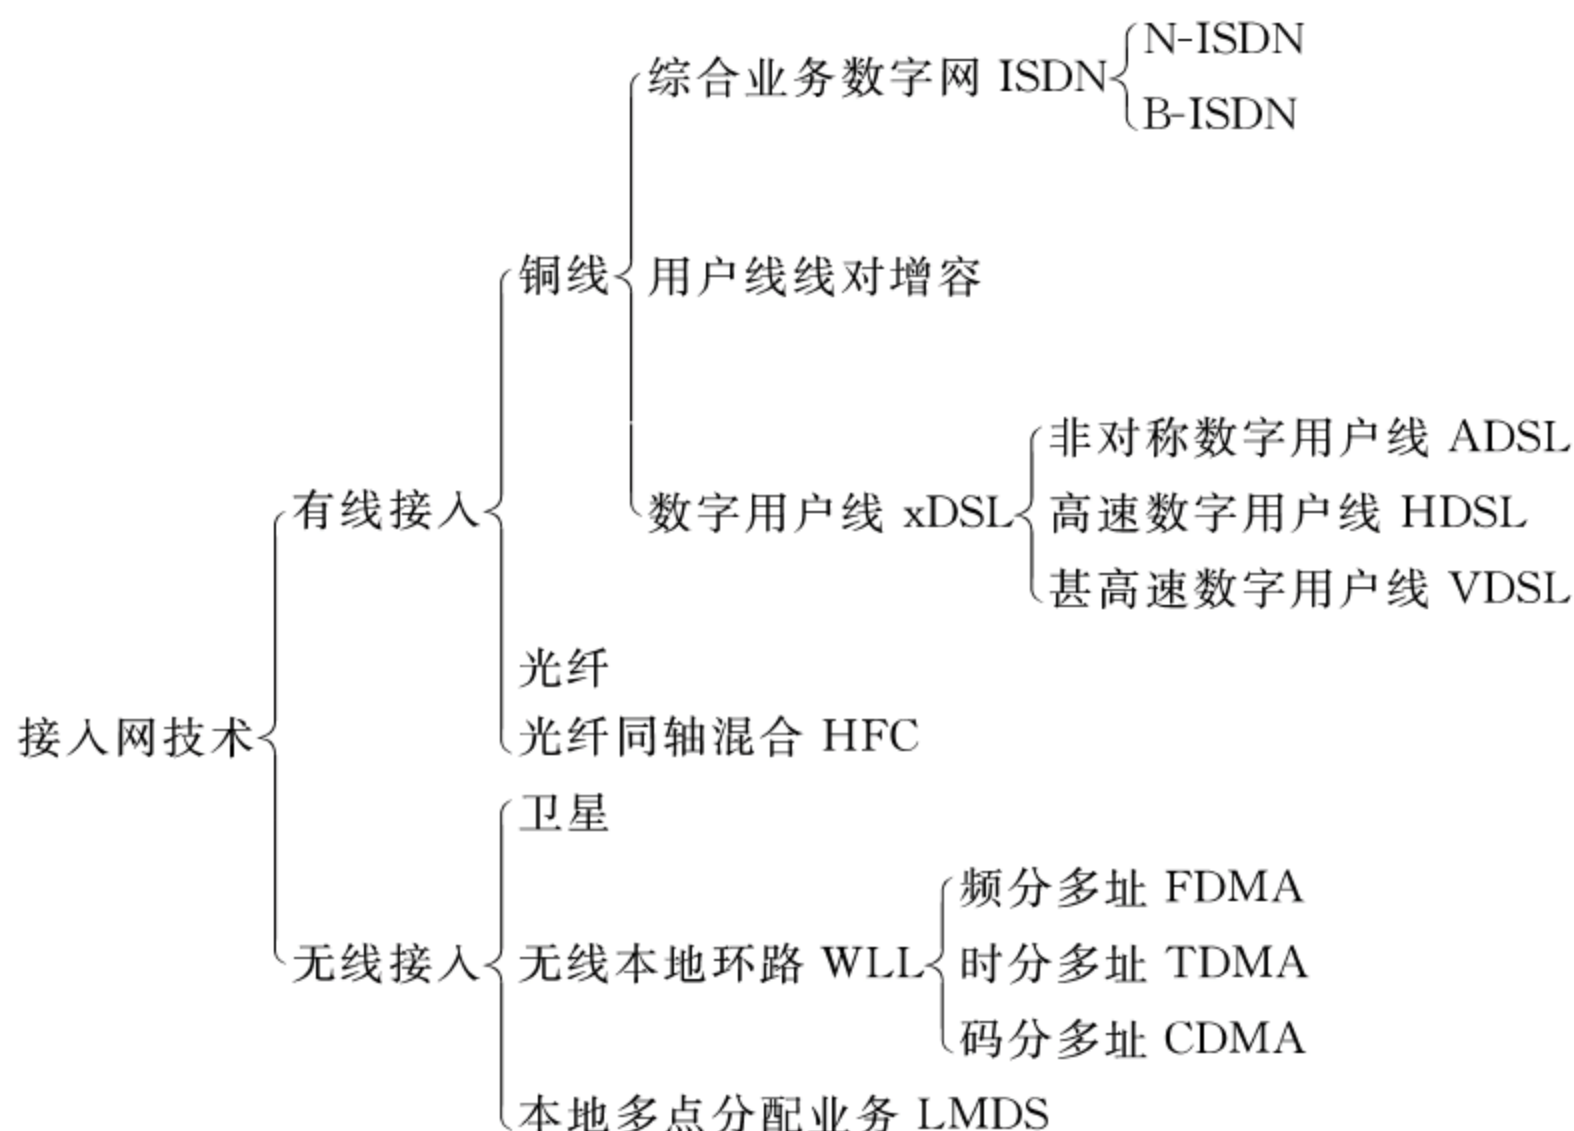 N-ISDN
综合业务数字网 ISDN
B-ISDN
铜线
用户线线对增容
非对称数字用户线 ADSL
有线接入
数字用户线 xDSL
高速数字用户线 HDSL
甚高速数字用户线 VDSL
光纤
接入网技术
光纤同轴混合 HFC
卫星
频分多址 FDMA
无线接入
无线本地环路 WLL
时分多址 TDMA
码分多址 CDMA
本地多点分配业务 LMDS